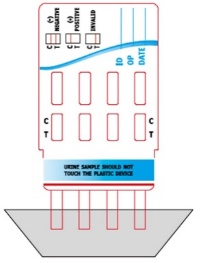 (-)
NEGATIVE
C T
(+)
POSITIVE
C T
INVALID
C T
ID
OP
DATE
C C
T T
URINE SAMPLE SHOULD NOT
TOUCH THE PLASTIC DEVICE